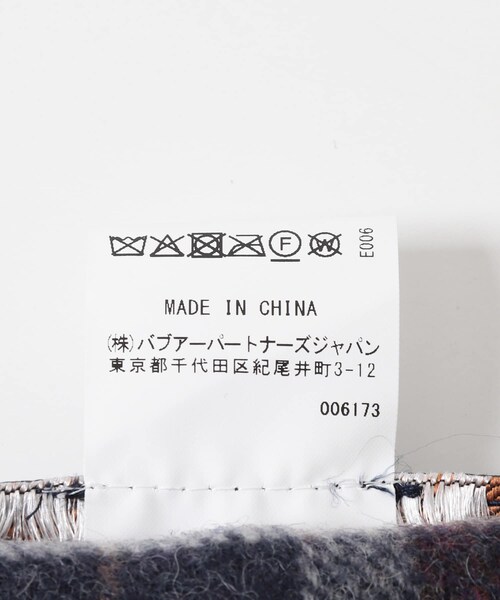 F W
E006
MADE IN CHINA
(株)バブアーパートナーズジャパン
東京都千代田区紀尾井町3-12
006173